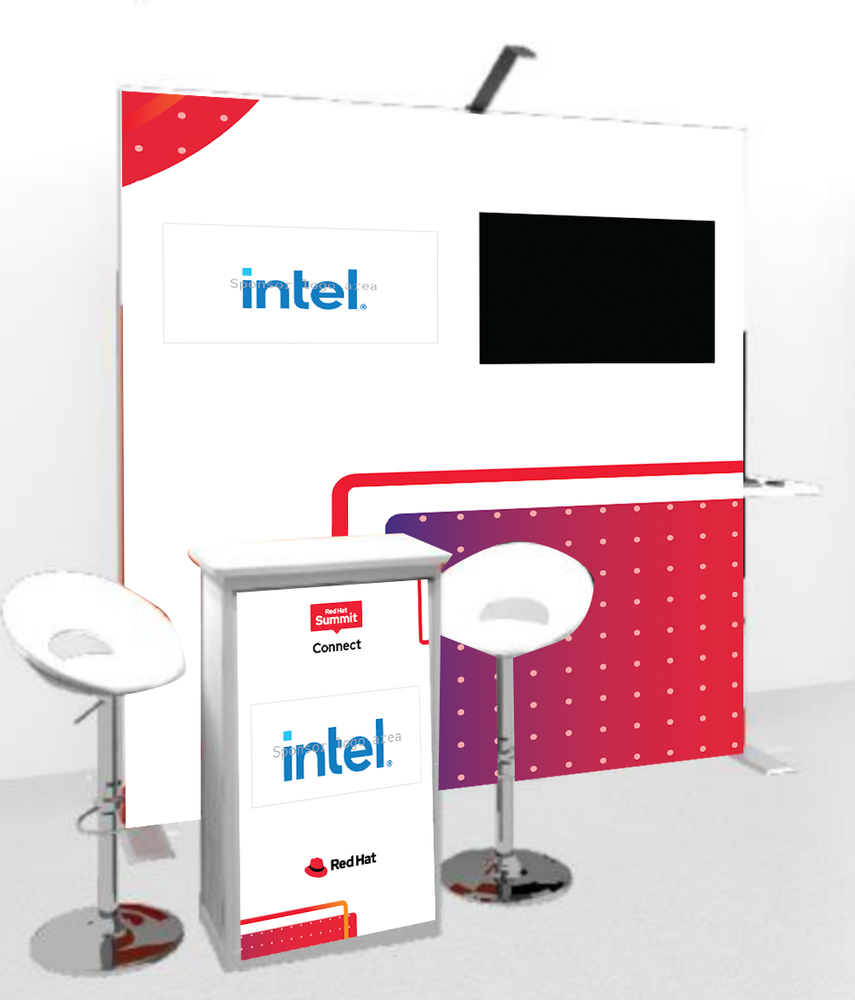 Sponsor logo area
intel®
Red Hat
Summit
Connect
Sponsor logo area
intel®
Red Hat